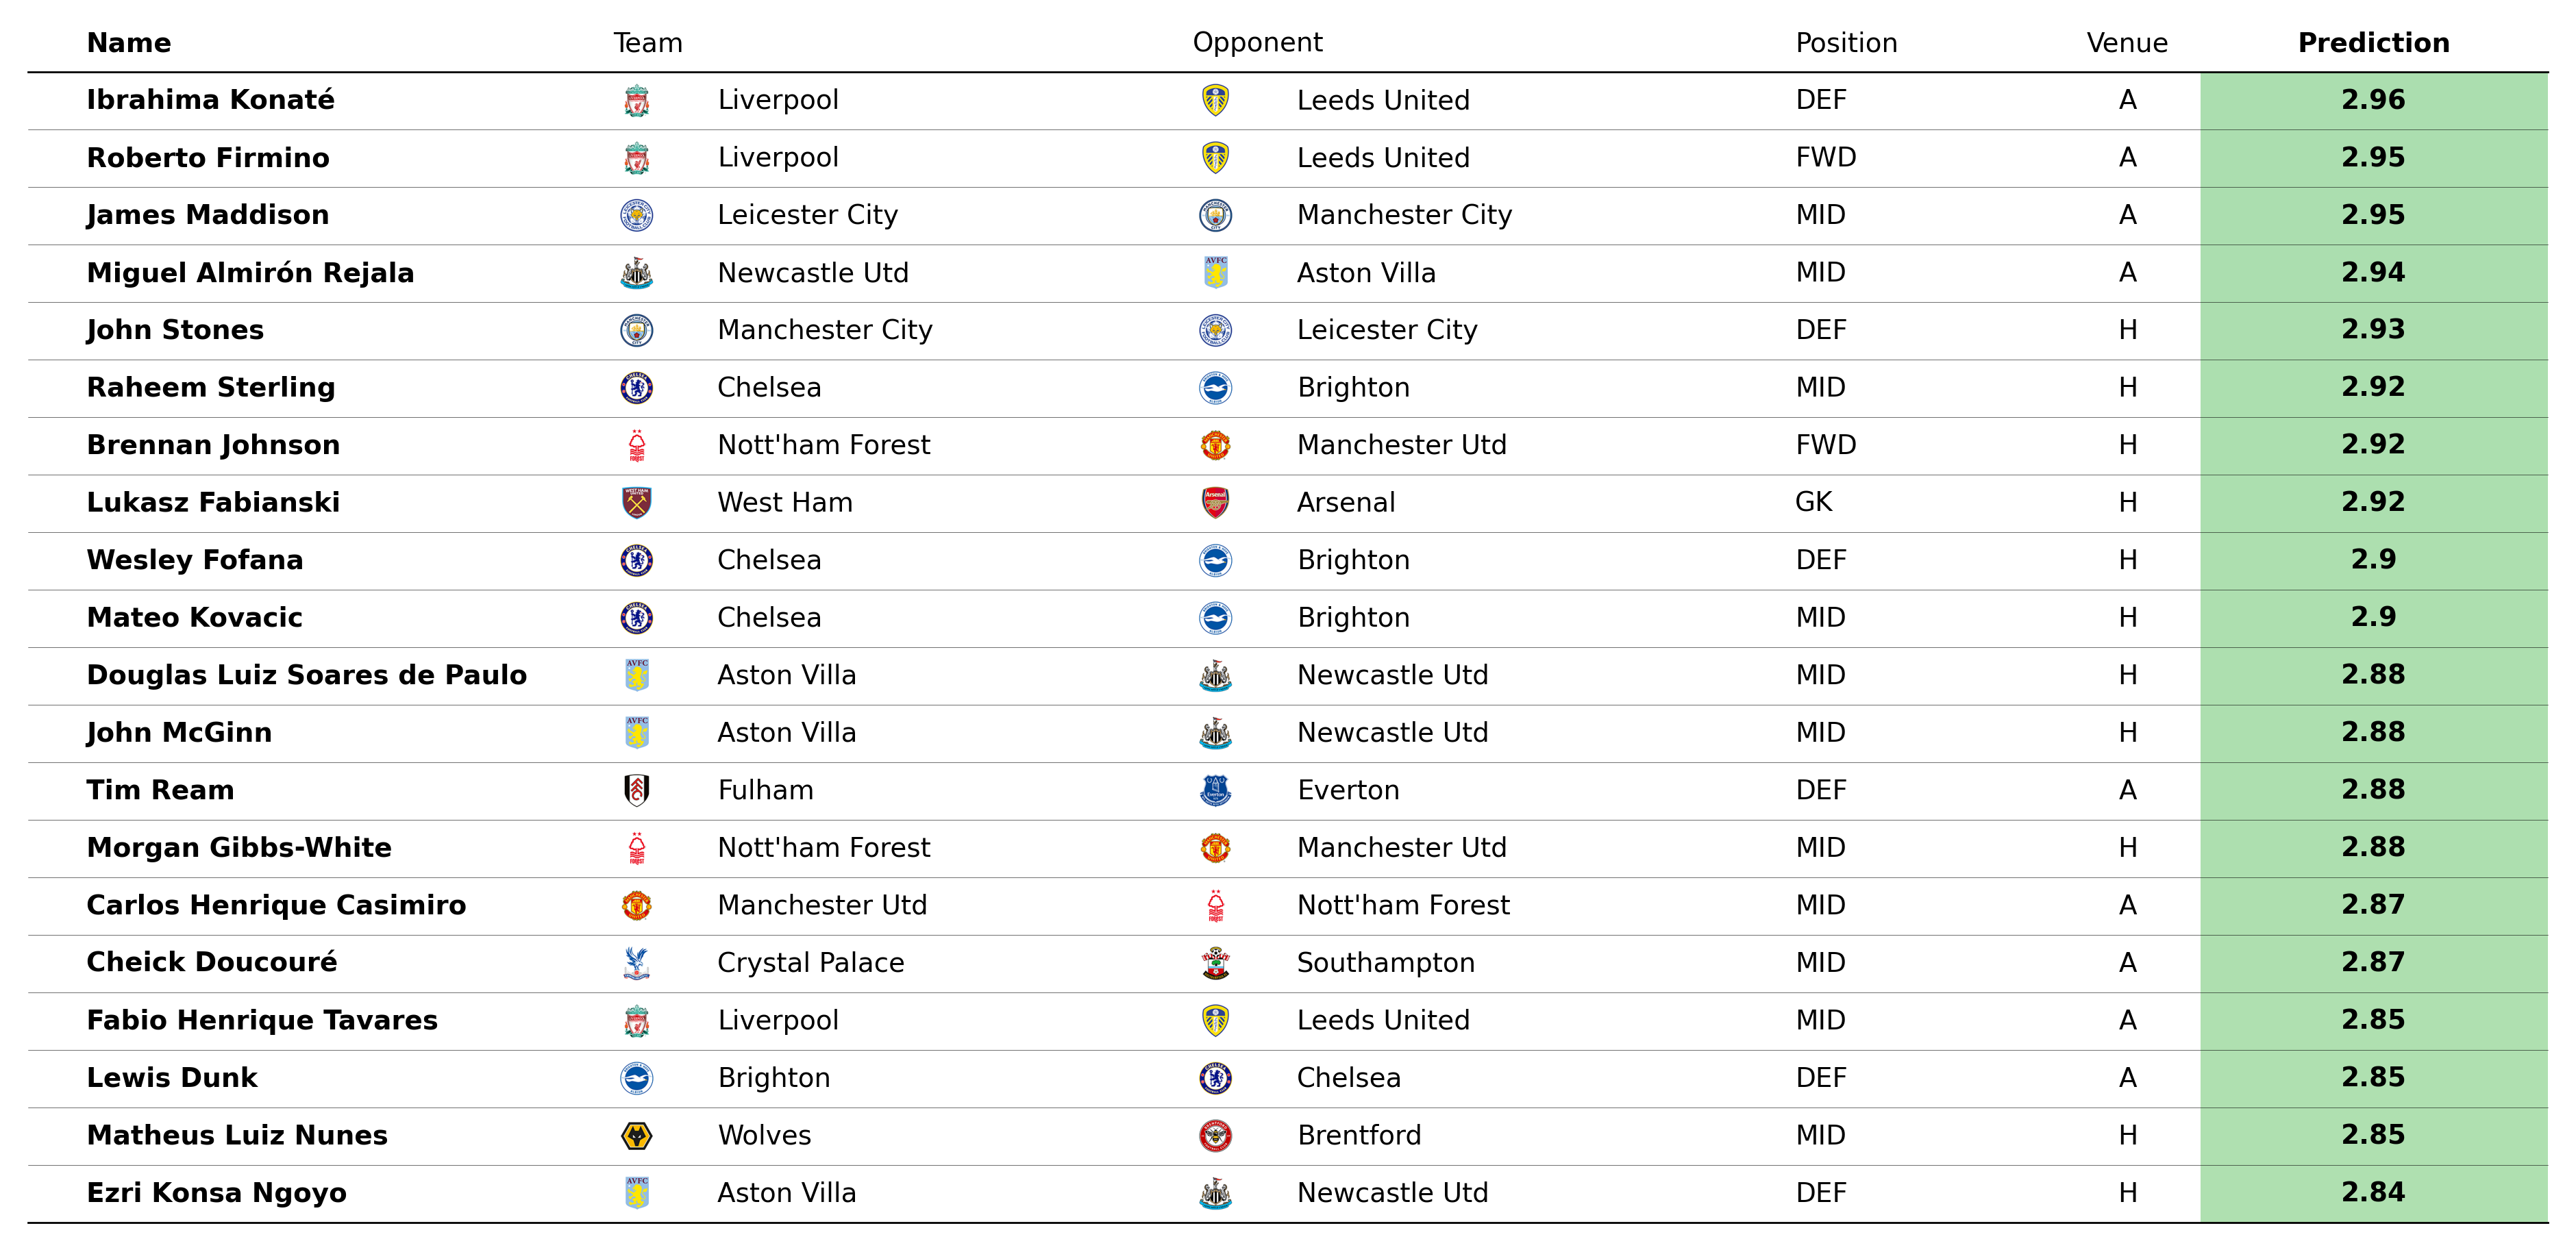 Name Team Opponent Position Venue Prediction
Ibrahima Konaté Liverpool Leeds United DEF A 2.96
Roberto Firmino Liverpool Leeds United FWD A 2.95
James Maddison Leicester City Manchester City MID A 2.95
Miguel Almirón Rejala Newcastle Utd Aston Villa MID A 2.94
John Stones Manchester City Leicester City DEF H 2.93
Raheem Sterling Chelsea Brighton MID H 2.92
Brennan Johnson Nott'ham Forest Manchester Utd FWD H 2.92
Lukasz Fabianski West Ham Arsenal GK H 2.92
Wesley Fofana Chelsea Brighton DEF H 2.9
Mateo Kovacic Chelsea Brighton MID H 2.9
Douglas Luiz Soares de Paulo Aston Villa Newcastle Utd MID H 2.88
John McGinn Aston Villa Newcastle Utd MID H 2.88
Tim Ream Fulham Everton DEF A 2.88
Morgan Gibbs-White Nott'ham Forest Manchester Utd MID H 2.88
Carlos Henrique Casimiro Manchester Utd Nott'ham Forest MID A 2.87
Cheick Doucouré Crystal Palace Southampton MID A 2.87
Fabio Henrique Tavares Liverpool Leeds United MID A 2.85
Lewis Dunk Brighton Chelsea DEF A 2.85
Matheus Luiz Nunes Wolves Brentford MID H 2.85
Ezri Konsa Ngoyo Aston Villa Newcastle Utd DEF H 2.84